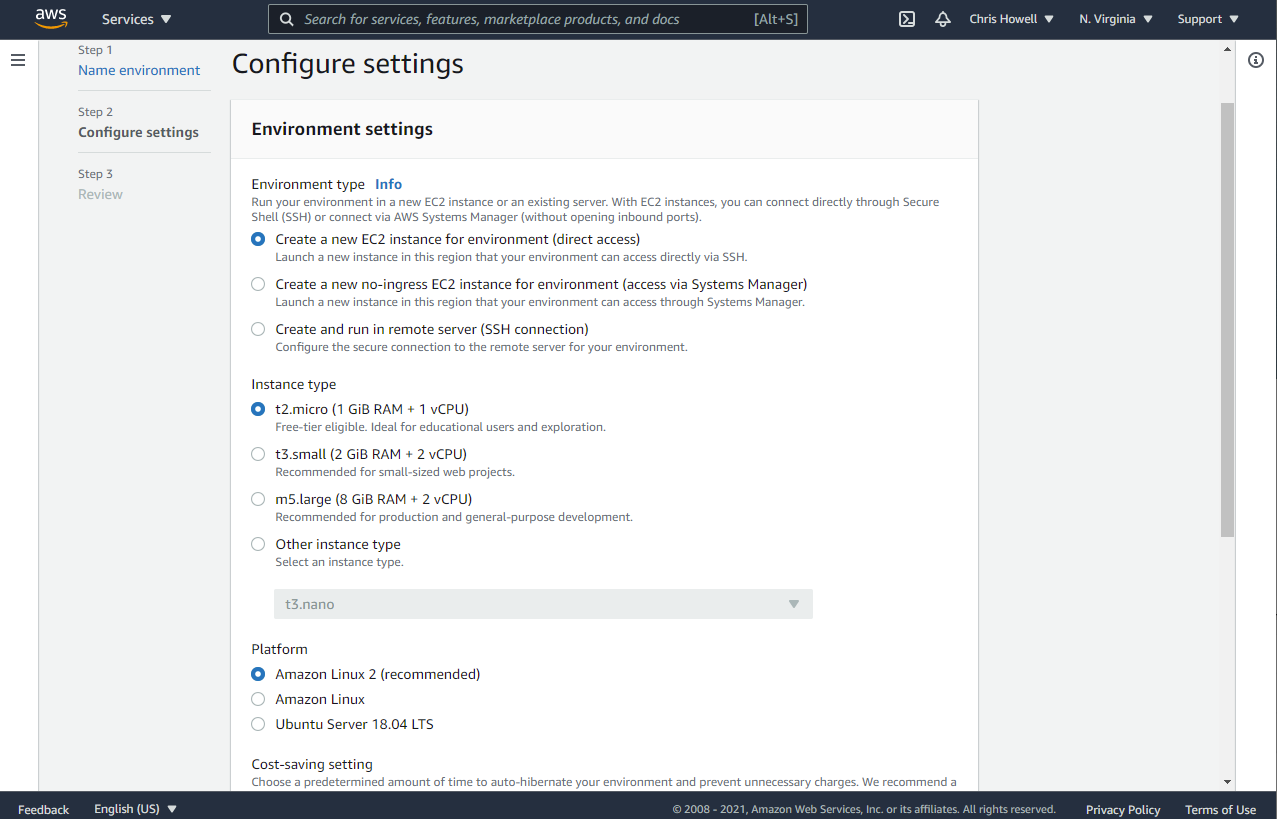 aws
Services
Search for services, features, marketplace products, and docs [Alt+S]
Chris Howell
N. Virginia
Support
Step 1
Name environment
Step 2
Configure settings
Step 3
Review
Configure settings
Environment settings
Environment type Info
Run your environment in a new EC2 instance or an existing server. With EC2 instances, you can connect directly through Secure
Shell (SSH) or connect via AWS Systems Manager (without opening inbound ports).
Create a new EC2 instance for environment (direct access)
Launch a new instance in this region that your environment can access directly via SSH.
Create a new no-ingress EC2 instance for environment (access via Systems Manager)
Launch a new instance in this region that your environment can access through Systems Manager.
Create and run in remote server (SSH connection)
Configure the secure connection to the remote server for your environment.
Instance type
t2.micro (1 GiB RAM + 1 vCPU)
Free-tier eligible. Ideal for educational users and exploration.
t3.small (2 GiB RAM + 2 vCPU)
Recommended for small-sized web projects.
m5.large (8 GiB RAM + 2 vCPU)
Recommended for production and general-purpose development.
Other instance type
Select an instance type.
t3.nano
Platform
Amazon Linux 2 (recommended)
Amazon Linux
Ubuntu Server 18.04 LTS
Cost-saving setting
Choose a predetermined amount of time to auto-hibernate your environment and prevent unnecessary charges. We recommend a
Feedback
English (US)
© 2008 - 2021, Amazon Web Services, Inc. or its affiliates. All rights reserved.
Privacy Policy
Terms of Use